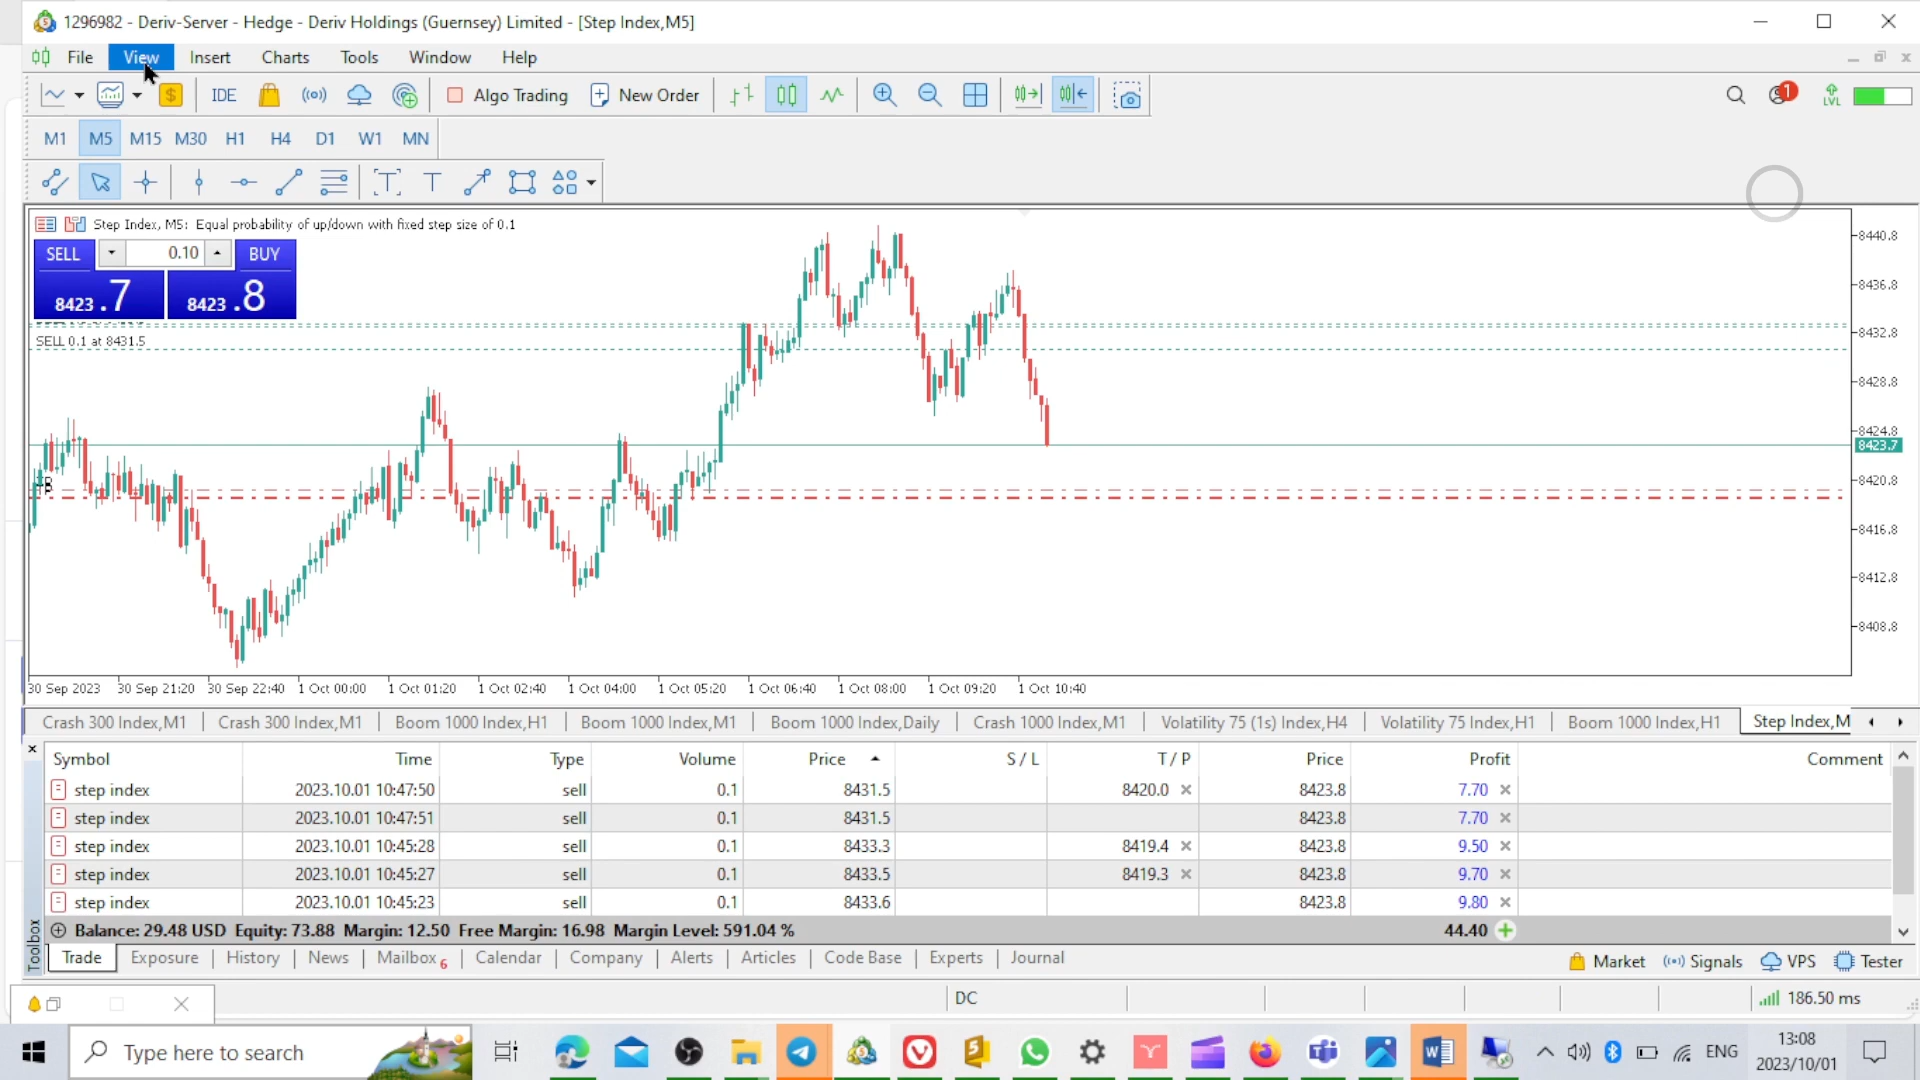 1296982 - Deriv-Server - Hedge - Deriv Holdings (Guernsey) Limited - [Step Index,M5]
File View Insert Charts Tools Window Help
$ IDE Algo Trading New Order 1 LVL
M1 M5 M15 M30 H1 H4 D1 W1 MN
T T
Step Index, M5: Equal probability of up/down with fixed step size of 0.1
SELL 0.10 BUY
8423 .7 8423 .8
SELL 0.1 at 8431.5
8440.8
8436.8
8432.8
8428.8
8424.8
8423.7
8420.8
8416.8
8412.8
8408.8
30 Sep 2023 30 Sep 21:20 30 Sep 22:40 1 Oct 00:00 1 Oct 01:20 1 Oct 02:40 1 Oct 04:00 1 Oct 05:20 1 Oct 06:40 1 Oct 08:00 1 Oct 09:20 1 Oct 10:40
Crash 300 Index,M1 Crash 300 Index,M1 Boom 1000 Index,H1 Boom 1000 Index,M1 Boom 1000 Index,Daily Crash 1000 Index,M1 Volatility 75 (1s) Index,H4 Volatility 75 Index,H1 Boom 1000 Index,H1 Step Index,M
Symbol Time Type Volume Price S / L T / P Price Profit Comment
step index 2023.10.01 10:47:50 sell 0.1 8431.5 8420.0 8423.8 7.70
step index 2023.10.01 10:47:51 sell 0.1 8431.5 8423.8 7.70
step index 2023.10.01 10:45:28 sell 0.1 8433.3 8419.4 8423.8 9.50
step index 2023.10.01 10:45:27 sell 0.1 8433.5 8419.3 8423.8 9.70
step index 2023.10.01 10:45:23 sell 0.1 8433.6 8423.8 9.80
Balance: 29.48 USD Equity: 73.88 Margin: 12.50 Free Margin: 16.98 Margin Level: 591.04 % 44.40
Toolbox
Trade Exposure History News Mailbox 6 Calendar Company Alerts Articles Code Base Experts Journal Market Signals VPS Tester
DC 186.50 ms
Type here to search ENG 13:08
2023/10/01